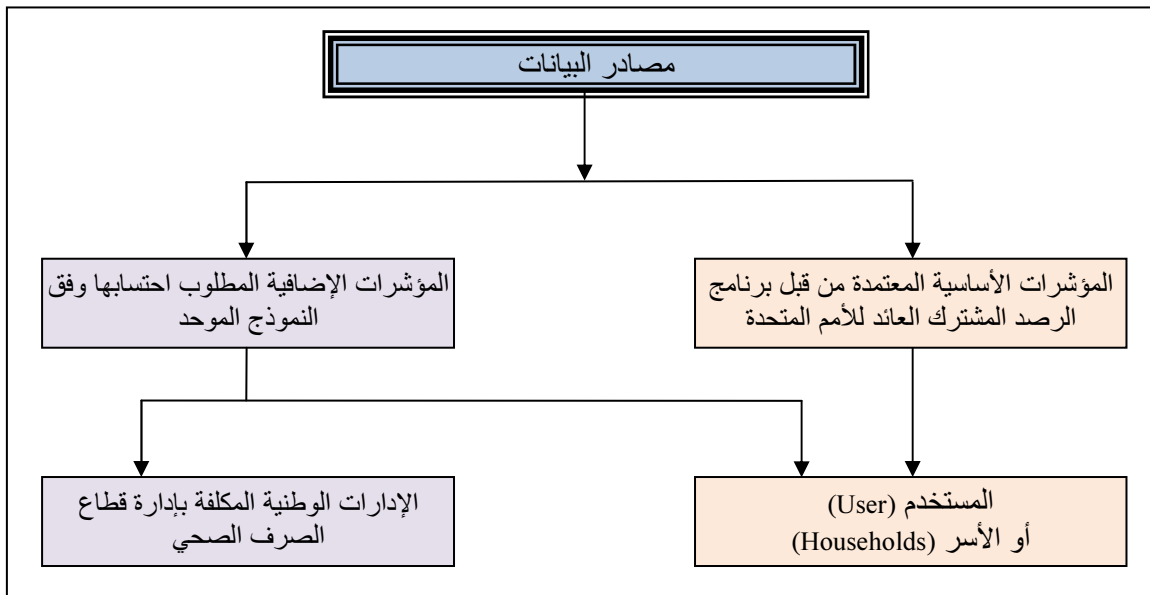 مصادر البيانات
المؤشرات الأساسية المعتمدة من قبل برنامج
الرصد المشترك العائد للأمم المتحدة
المؤشرات الإضافية المطلوب احتسابها وفق
النموذج الموحد
المستخدم (User)
أو الأسر (Households)
الإدارات الوطنية المكلفة بإدارة قطاع
الصرف الصحي